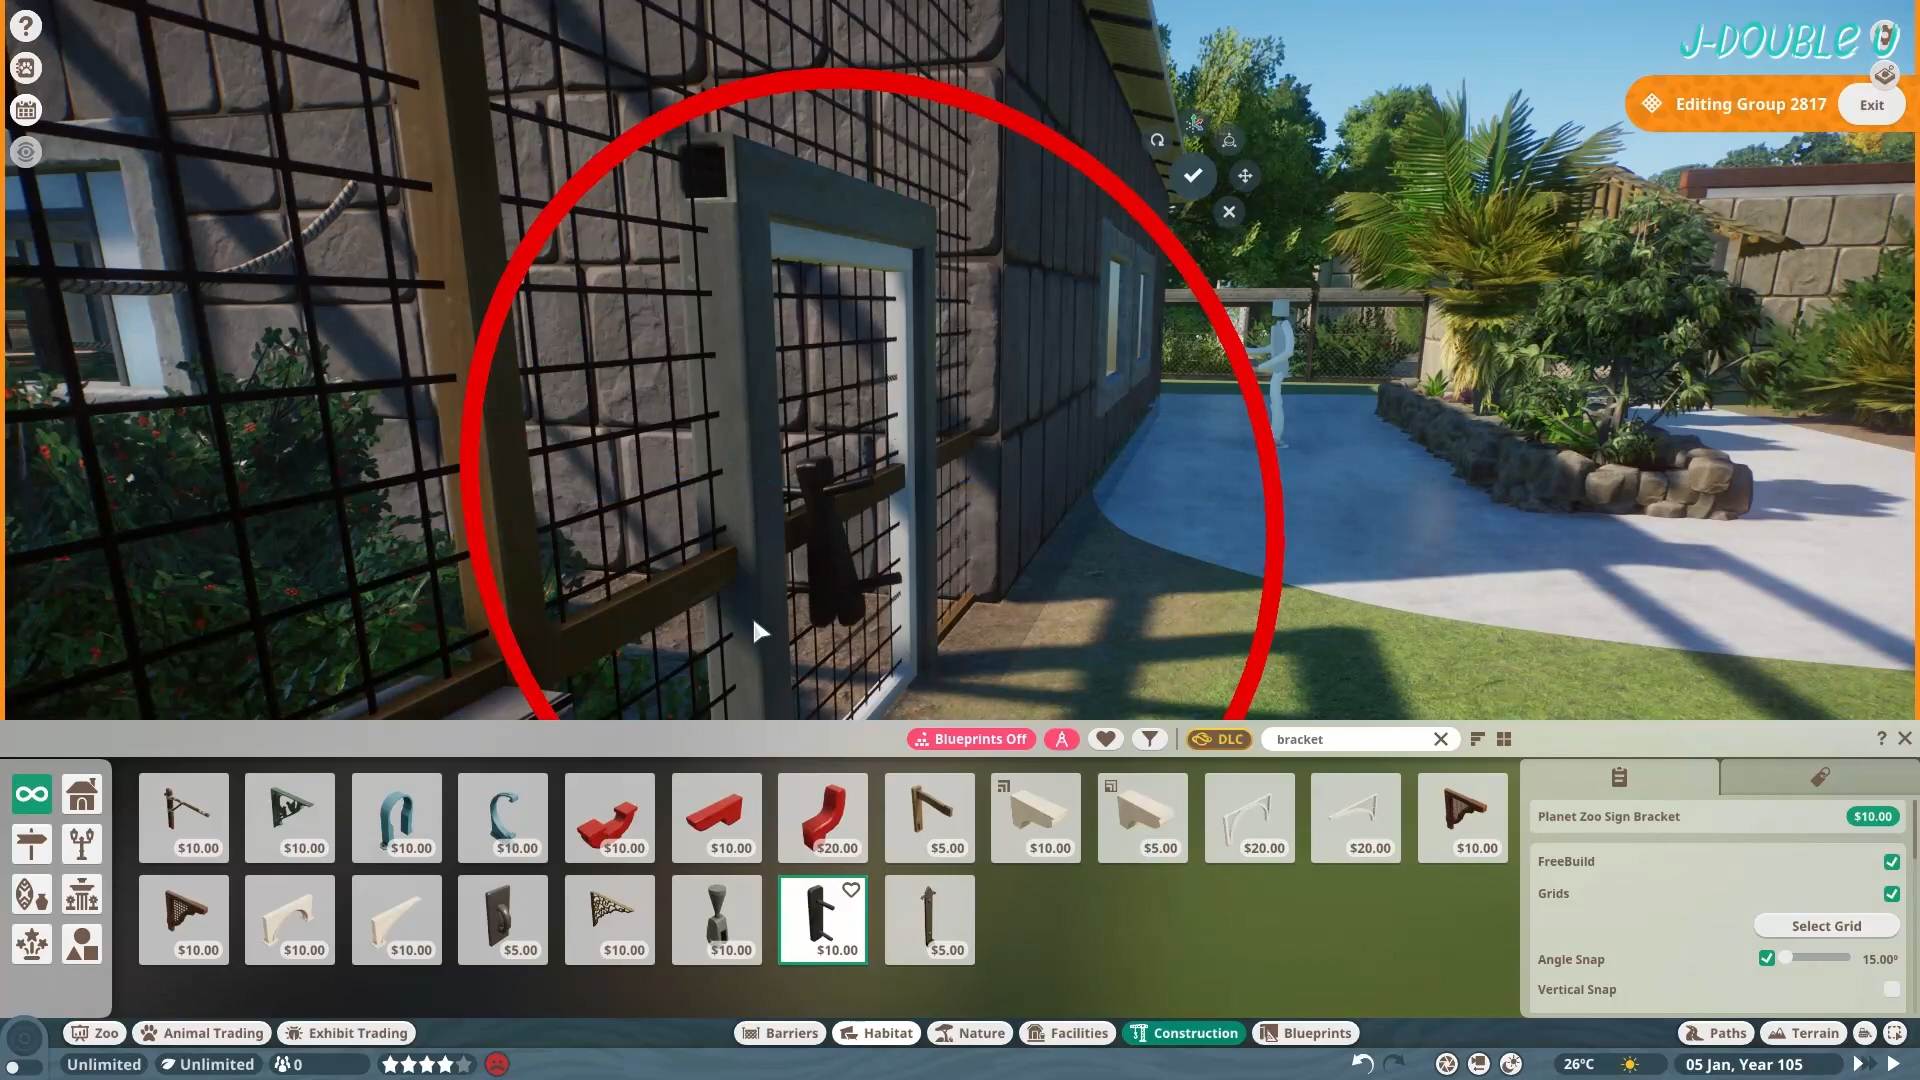 J-DOUBLE U
Editing Group 2817
Exit
Blueprints Off
DLC
bracket
$10.00
$10.00
$10.00
$10.00
$10.00
$10.00
$20.00
$5.00
$10.00
$5.00
$20.00
$20.00
$10.00
$10.00
$10.00
$10.00
$5.00
$10.00
$10.00
$10.00
$5.00
Planet Zoo Sign Bracket
$10.00
FreeBuild
Grids
Select Grid
Angle Snap
15.00°
Vertical Snap
Zoo
Animal Trading
Exhibit Trading
Barriers
Habitat
Nature
Facilities
Construction
Blueprints
Paths
Terrain
Unlimited
Unlimited
0
26°C
05 Jan, Year 105